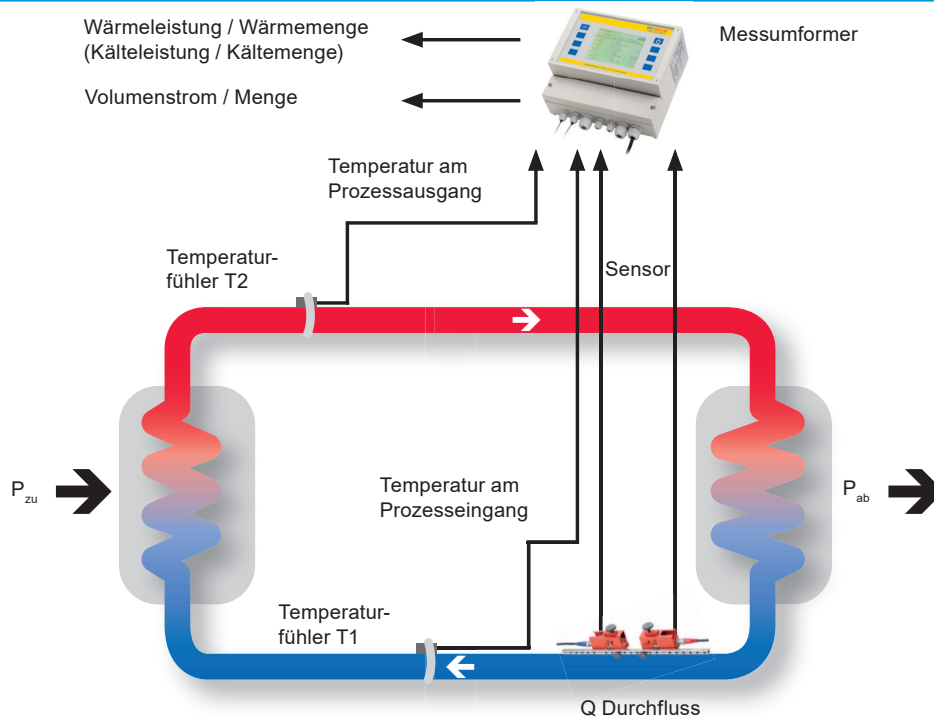 Wärmeleistung / Wärmemenge
(Kälteleistung / Kältemenge)
Messumformer
Volumenstrom / Menge
Temperatur am
Prozessausgang
Temperatur-
fühler T2
Sensor
P zu
Temperatur am
Prozesseingang
P ab
Temperatur-
fühler T1
Q Durchfluss